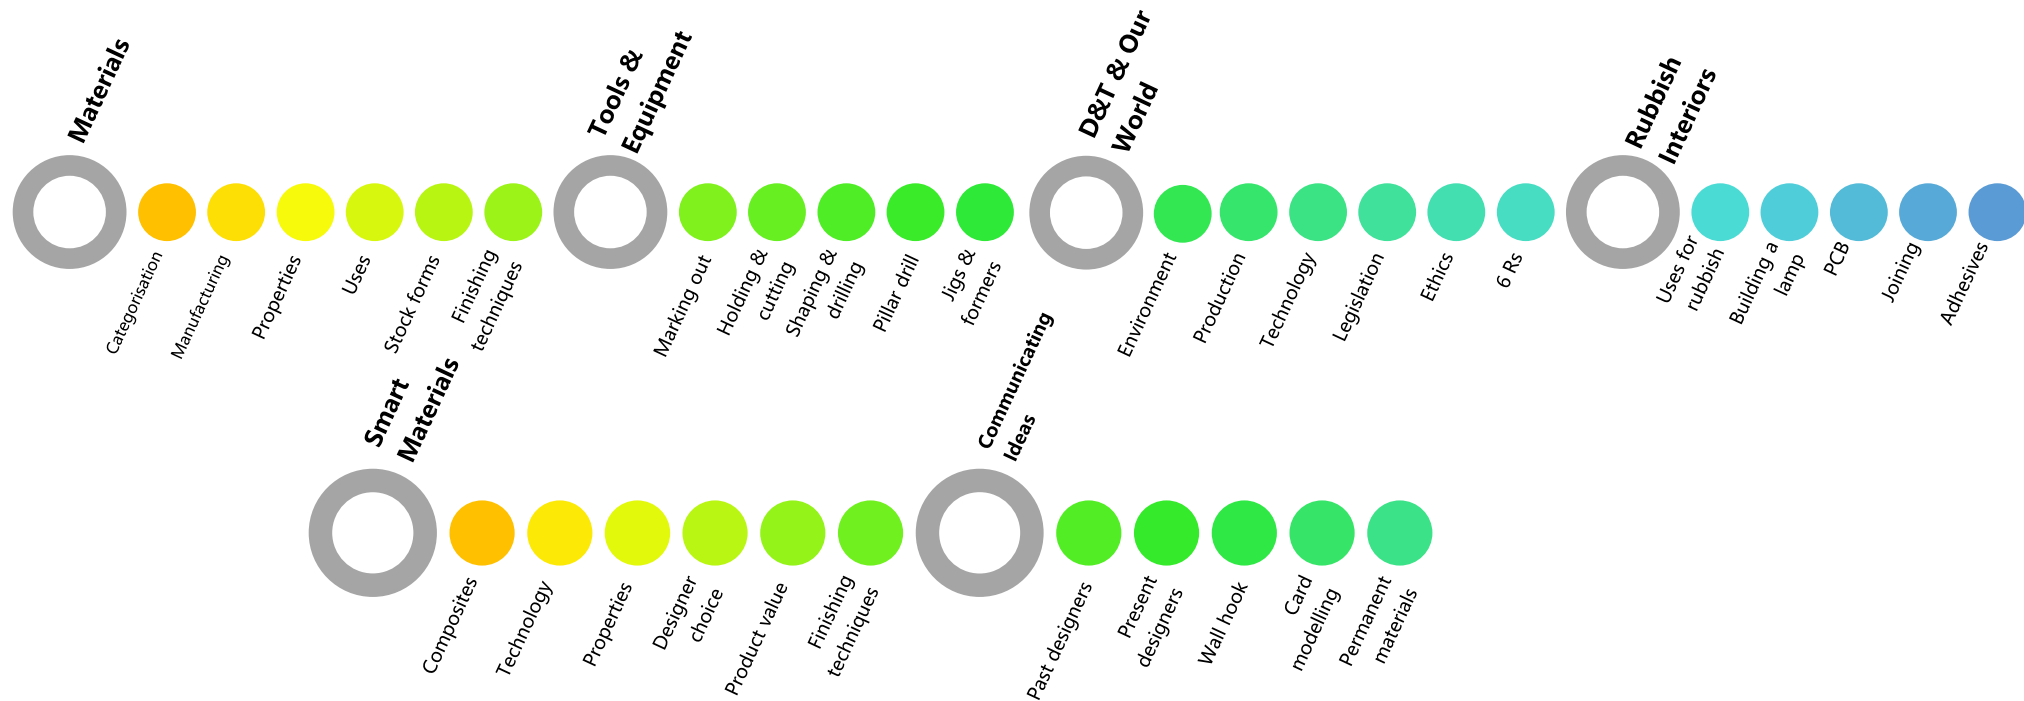 Materials
Categorisation
Manufacturing
Properties
Uses
Stock forms
Finishing
techniques
Tools &
Equipment
Marking out
Holding &
cutting
Shaping &
drilling
Pillar drill
Jigs &
formers
D&T & Our
World
Environment
Production
Technology
Legislation
Ethics
6 Rs
Rubbish
Interiors
Uses for
rubbish
Building a
lamp
PCB
Joining
Adhesives
Smart
Materials
Composites
Technology
Properties
Designer
choice
Product value
Finishing
techniques
Communicating
Ideas
Past designers
Present
designers
Wall hook
Card
modelling
Permanent
materials